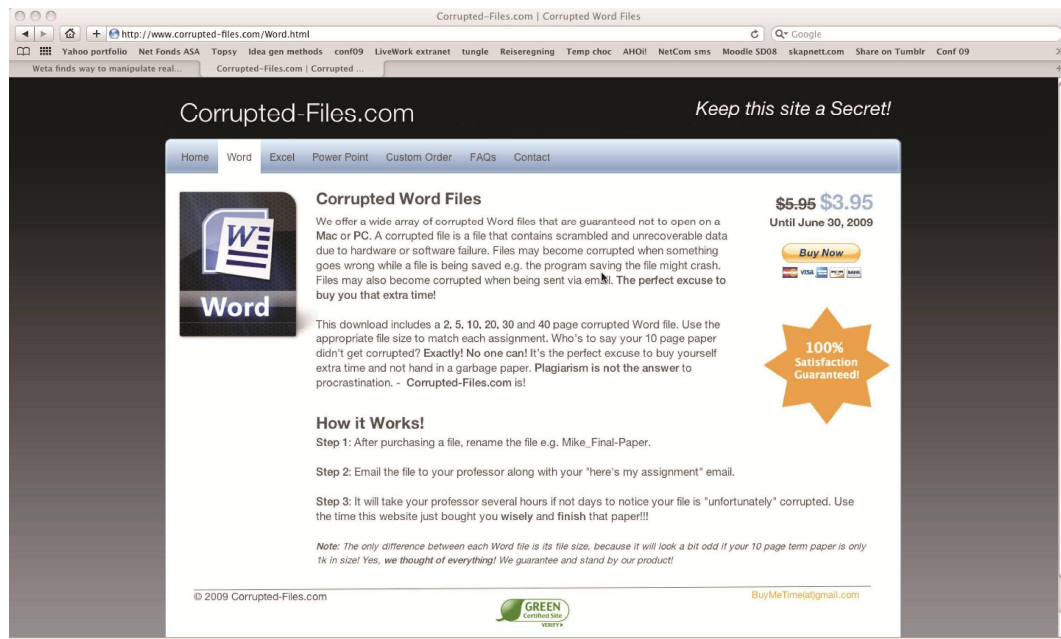 Corrupted-Files.com | Corrupted Word Files
http://www.corrupted-files.com/Word.html
Google
Yahoo portfolio Net Fonds ASA Topsy Idea gen methods conf09 LiveWork extranet tungle Reiseregning Temp choc AHOi! NetCom sms Moodle SD08 skapnett.com Share on Tumblr Conf 09
Weta finds way to manipulate real... Corrupted-Files.com | Corrupted ...
Corrupted-Files.com
Keep this site a Secret!
Home Word Excel Power Point Custom Order FAQs Contact
W
Word
Corrupted Word Files
We offer a wide array of corrupted Word files that are guaranteed not to open on a
Mac or PC. A corrupted file is a file that contains scrambled and unrecoverable data
due to hardware or software failure. Files may become corrupted when something
goes wrong while a file is being saved e.g. the program saving the file might crash.
Files may also become corrupted when being sent via email. The perfect excuse to
buy you that extra time!
This download includes a 2, 5, 10, 20, 30 and 40 page corrupted Word file. Use the
appropriate file size to match each assignment. Who's to say your 10 page paper
didn't get corrupted? Exactly! No one can! It's the perfect excuse to buy yourself
extra time and not hand in a garbage paper. Plagiarism is not the answer to
procrastination. - Corrupted-Files.com is!
$5.95 $3.95
Until June 30, 2009
Buy Now
VISA
100%
Satisfaction
Guaranteed!
How it Works!
Step 1: After purchasing a file, rename the file e.g. Mike_Final-Paper.
Step 2: Email the file to your professor along with your "here's my assignment" email.
Step 3: It will take your professor several hours if not days to notice your file is "unfortunately" corrupted. Use
the time this website just bought you wisely and finish that paper!!!
Note: The only difference between each Word file is its file size, because it will look a bit odd if your 10 page term paper is only
1k in size! Yes, we thought of everything! We guarantee and stand by our product!
© 2009 Corrupted-Files.com
GREEN
Certified Site
VERIFY
BuyMeTime(at)gmail.com